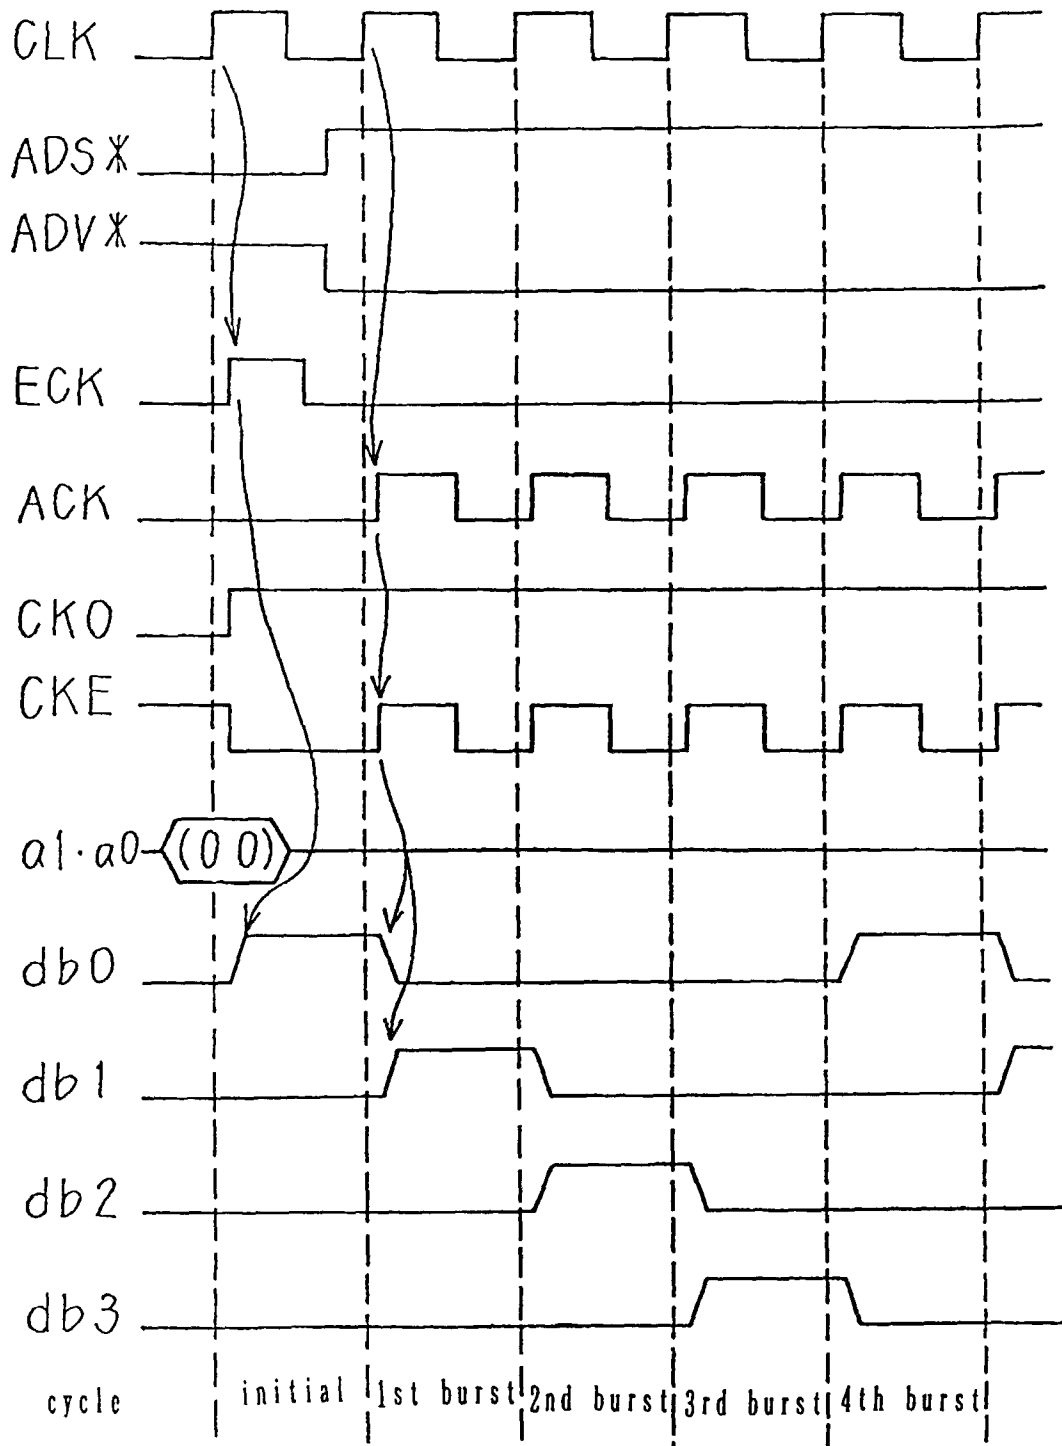 CLK
ADS*
ADV*
ECK
ACK
CKO
CKE
a1·a0 (0 0)
db0
db1
db2
db3
cycle initial 1st burst 2nd burst 3rd burst 4th burst